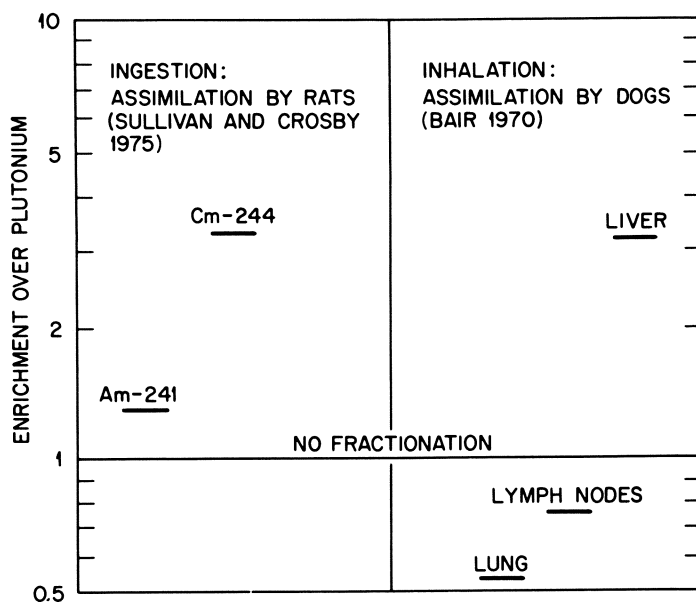 ENRICHMENT OVER PLUTONIUM
10
5
2
1
0.5
INGESTION:
ASSIMILATION BY RATS
(SULLIVAN AND CROSBY
1975)
Cm-244
Am-241
INHALATION:
ASSIMILATION BY DOGS
(BAIR 1970)
LIVER
NO FRACTIONATION
LYMPH NODES
LUNG